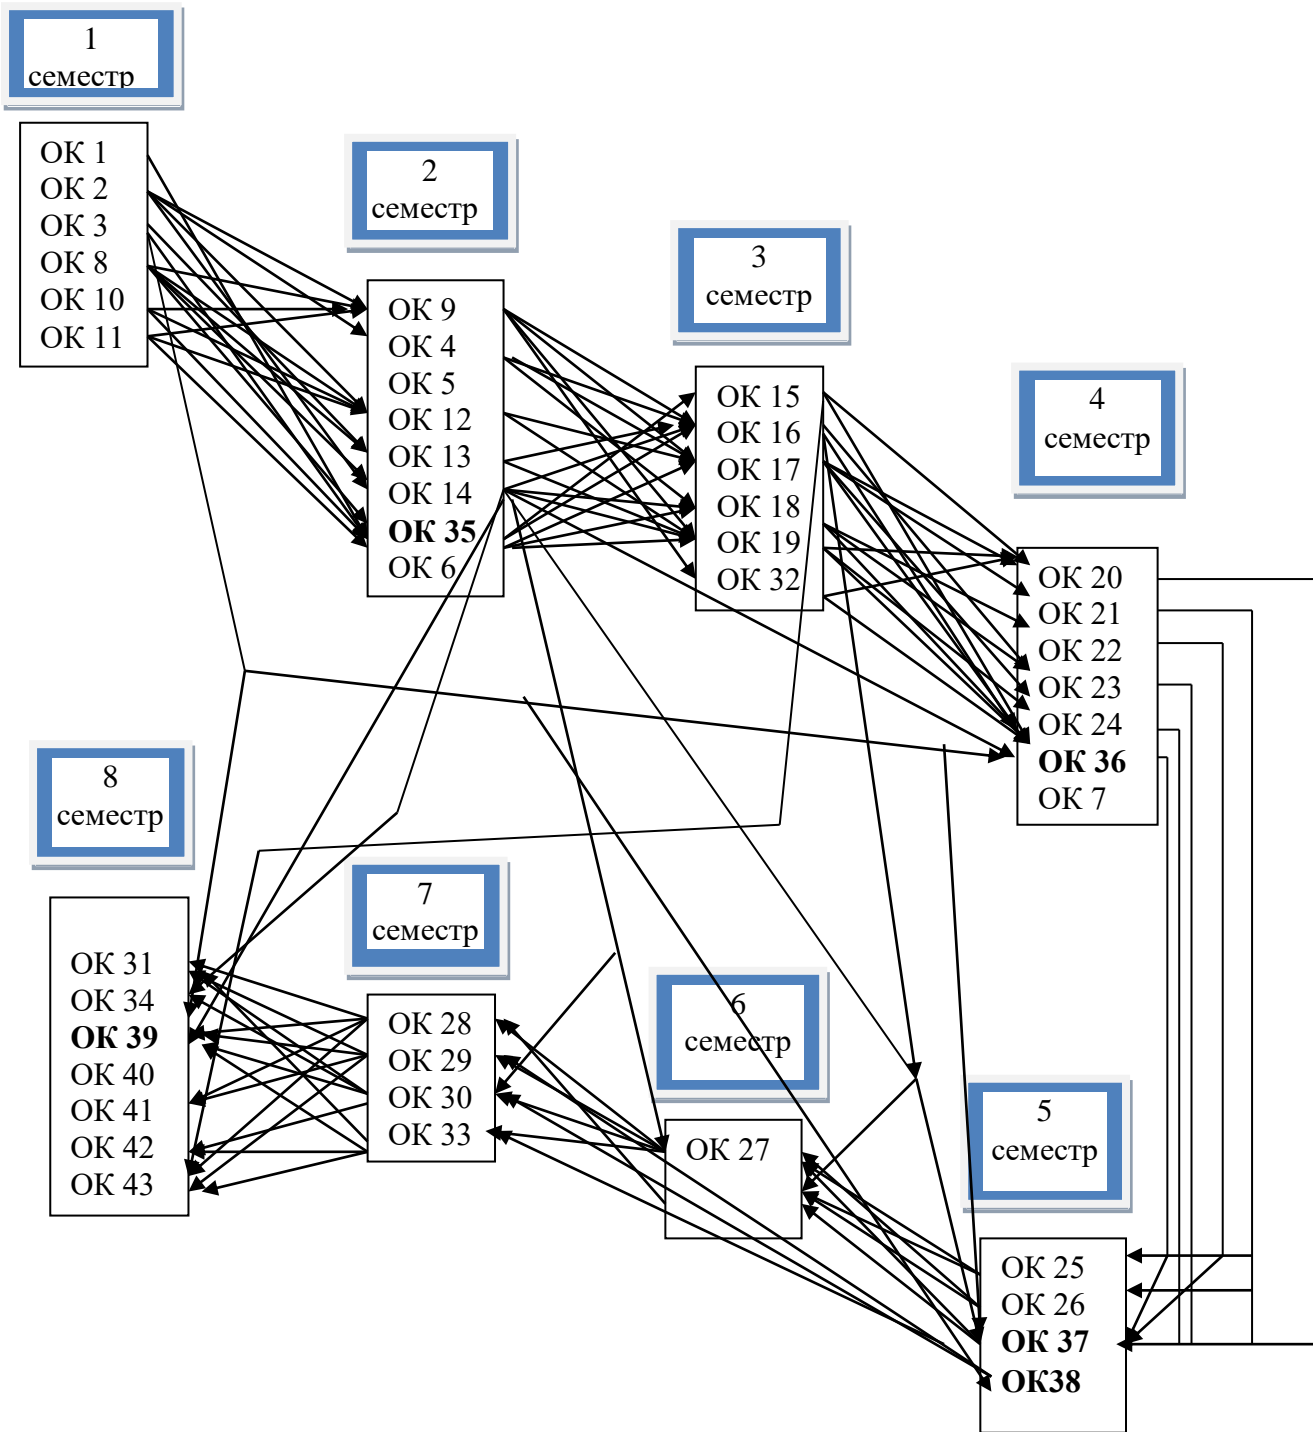 1
семестр
ОК 1
ОК 2
ОК 3
ОК 8
ОК 10
ОК 11
2
семестр
ОК 9
ОК 4
ОК 5
ОК 12
ОК 13
ОК 14
ОК 35
ОК 6
3
семестр
ОК 15
ОК 16
ОК 17
ОК 18
ОК 19
ОК 32
4
семестр
ОК 20
ОК 21
ОК 22
ОК 23
ОК 24
ОК 36
ОК 7
8
семестр
ОК 31
ОК 34
ОК 39
ОК 40
ОК 41
ОК 42
ОК 43
7
семестр
ОК 28
ОК 29
ОК 30
ОК 33
6
семестр
ОК 27
5
семестр
ОК 25
ОК 26
ОК 37
ОК38